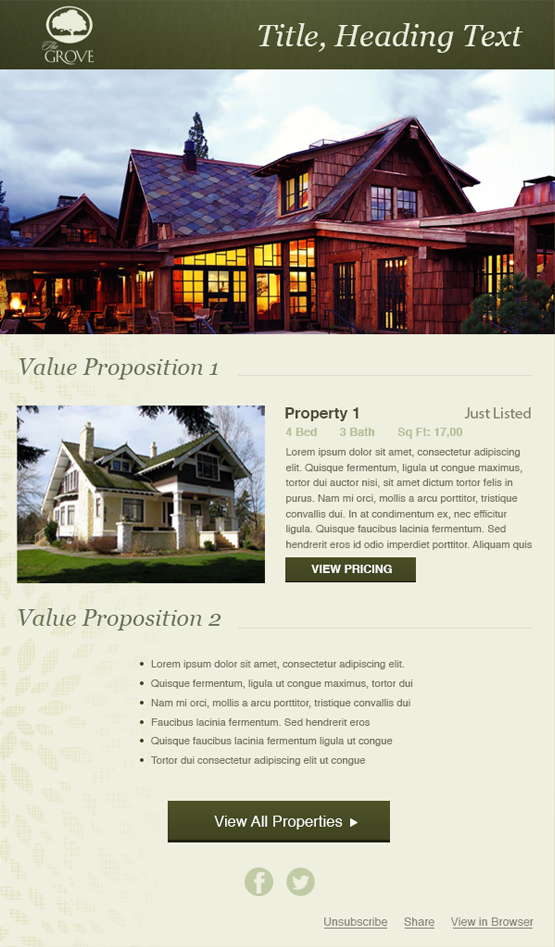 The
GROVE
Title, Heading Text
Value Proposition 1
Property 1
Just Listed
4 Bed 3 Bath Sq Ft: 17,00
Lorem ipsum dolor sit amet, consectetur adipiscing
elit. Quisque fermentum, ligula ut congue maximus,
tortor dui auctor nisi, sit amet dictum tortor felis in
purus. Nam mi orci, mollis a arcu porttitor, tristique
convallis dui. In at condimentum ex, nec efficitur
ligula. Quisque faucibus lacinia fermentum. Sed
hendrerit eros id odio imperdiet porttitor. Aliquam quis
VIEW PRICING
Value Proposition 2
• Lorem ipsum dolor sit amet, consectetur adipiscing elit.
• Quisque fermentum, ligula ut congue maximus, tortor dui
• Nam mi orci, mollis a arcu porttitor, tristique convallis dui
• Faucibus lacinia fermentum. Sed hendrerit eros
• Quisque faucibus lacinia fermentum ligula ut congue
• Tortor dui consectetur adipiscing elit ut congue
View All Properties
Unsubscribe Share View in Browser